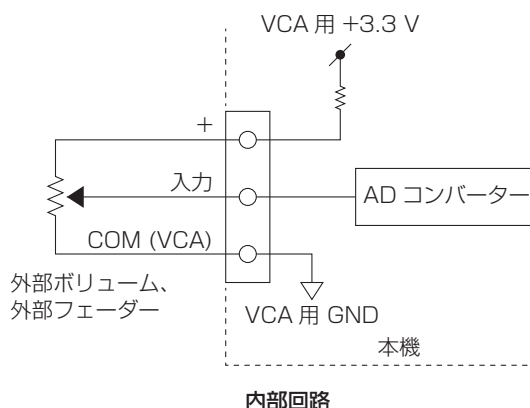 VCA 用 +3.3 V
+
入力
AD コンバーター
COM (VCA)
外部ボリューム、
外部フェーダー
VCA 用 GND
本機
内部回路